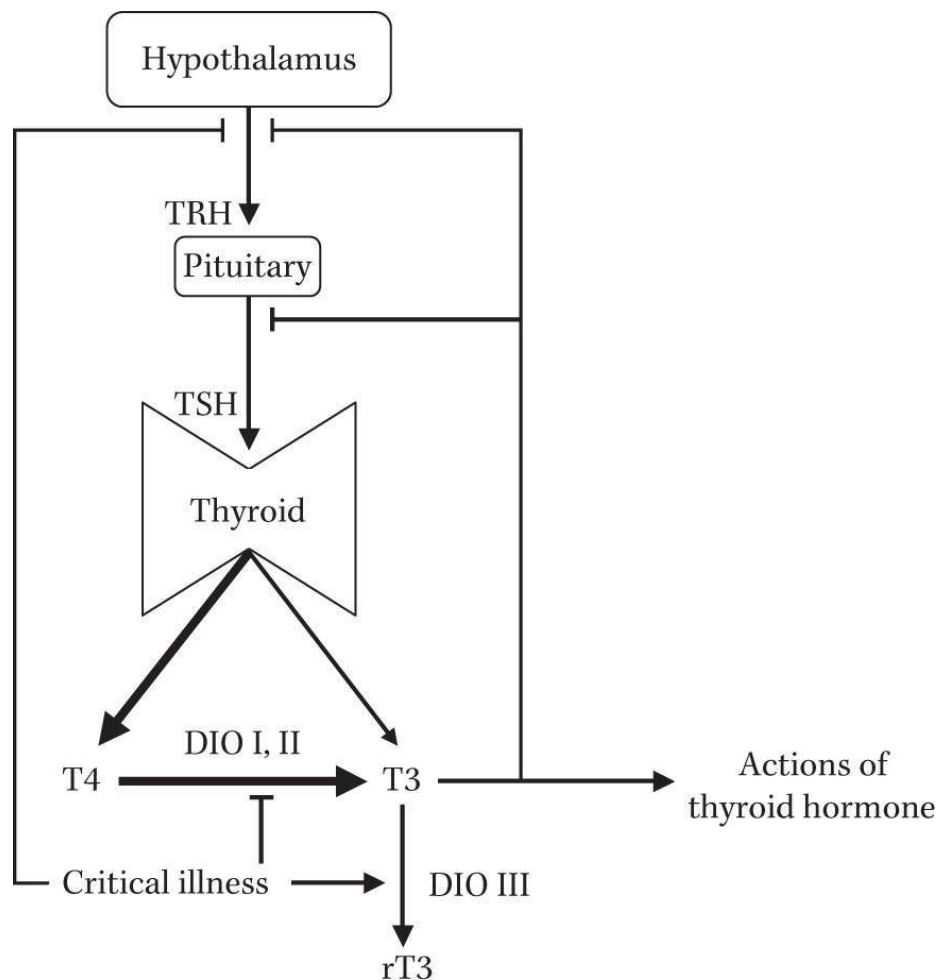 Hypothalamus
TRH
Pituitary
TSH
Thyroid
DIO I, II
T4
T3
Actions of
thyroid hormone
Critical illness
DIO III
rT3